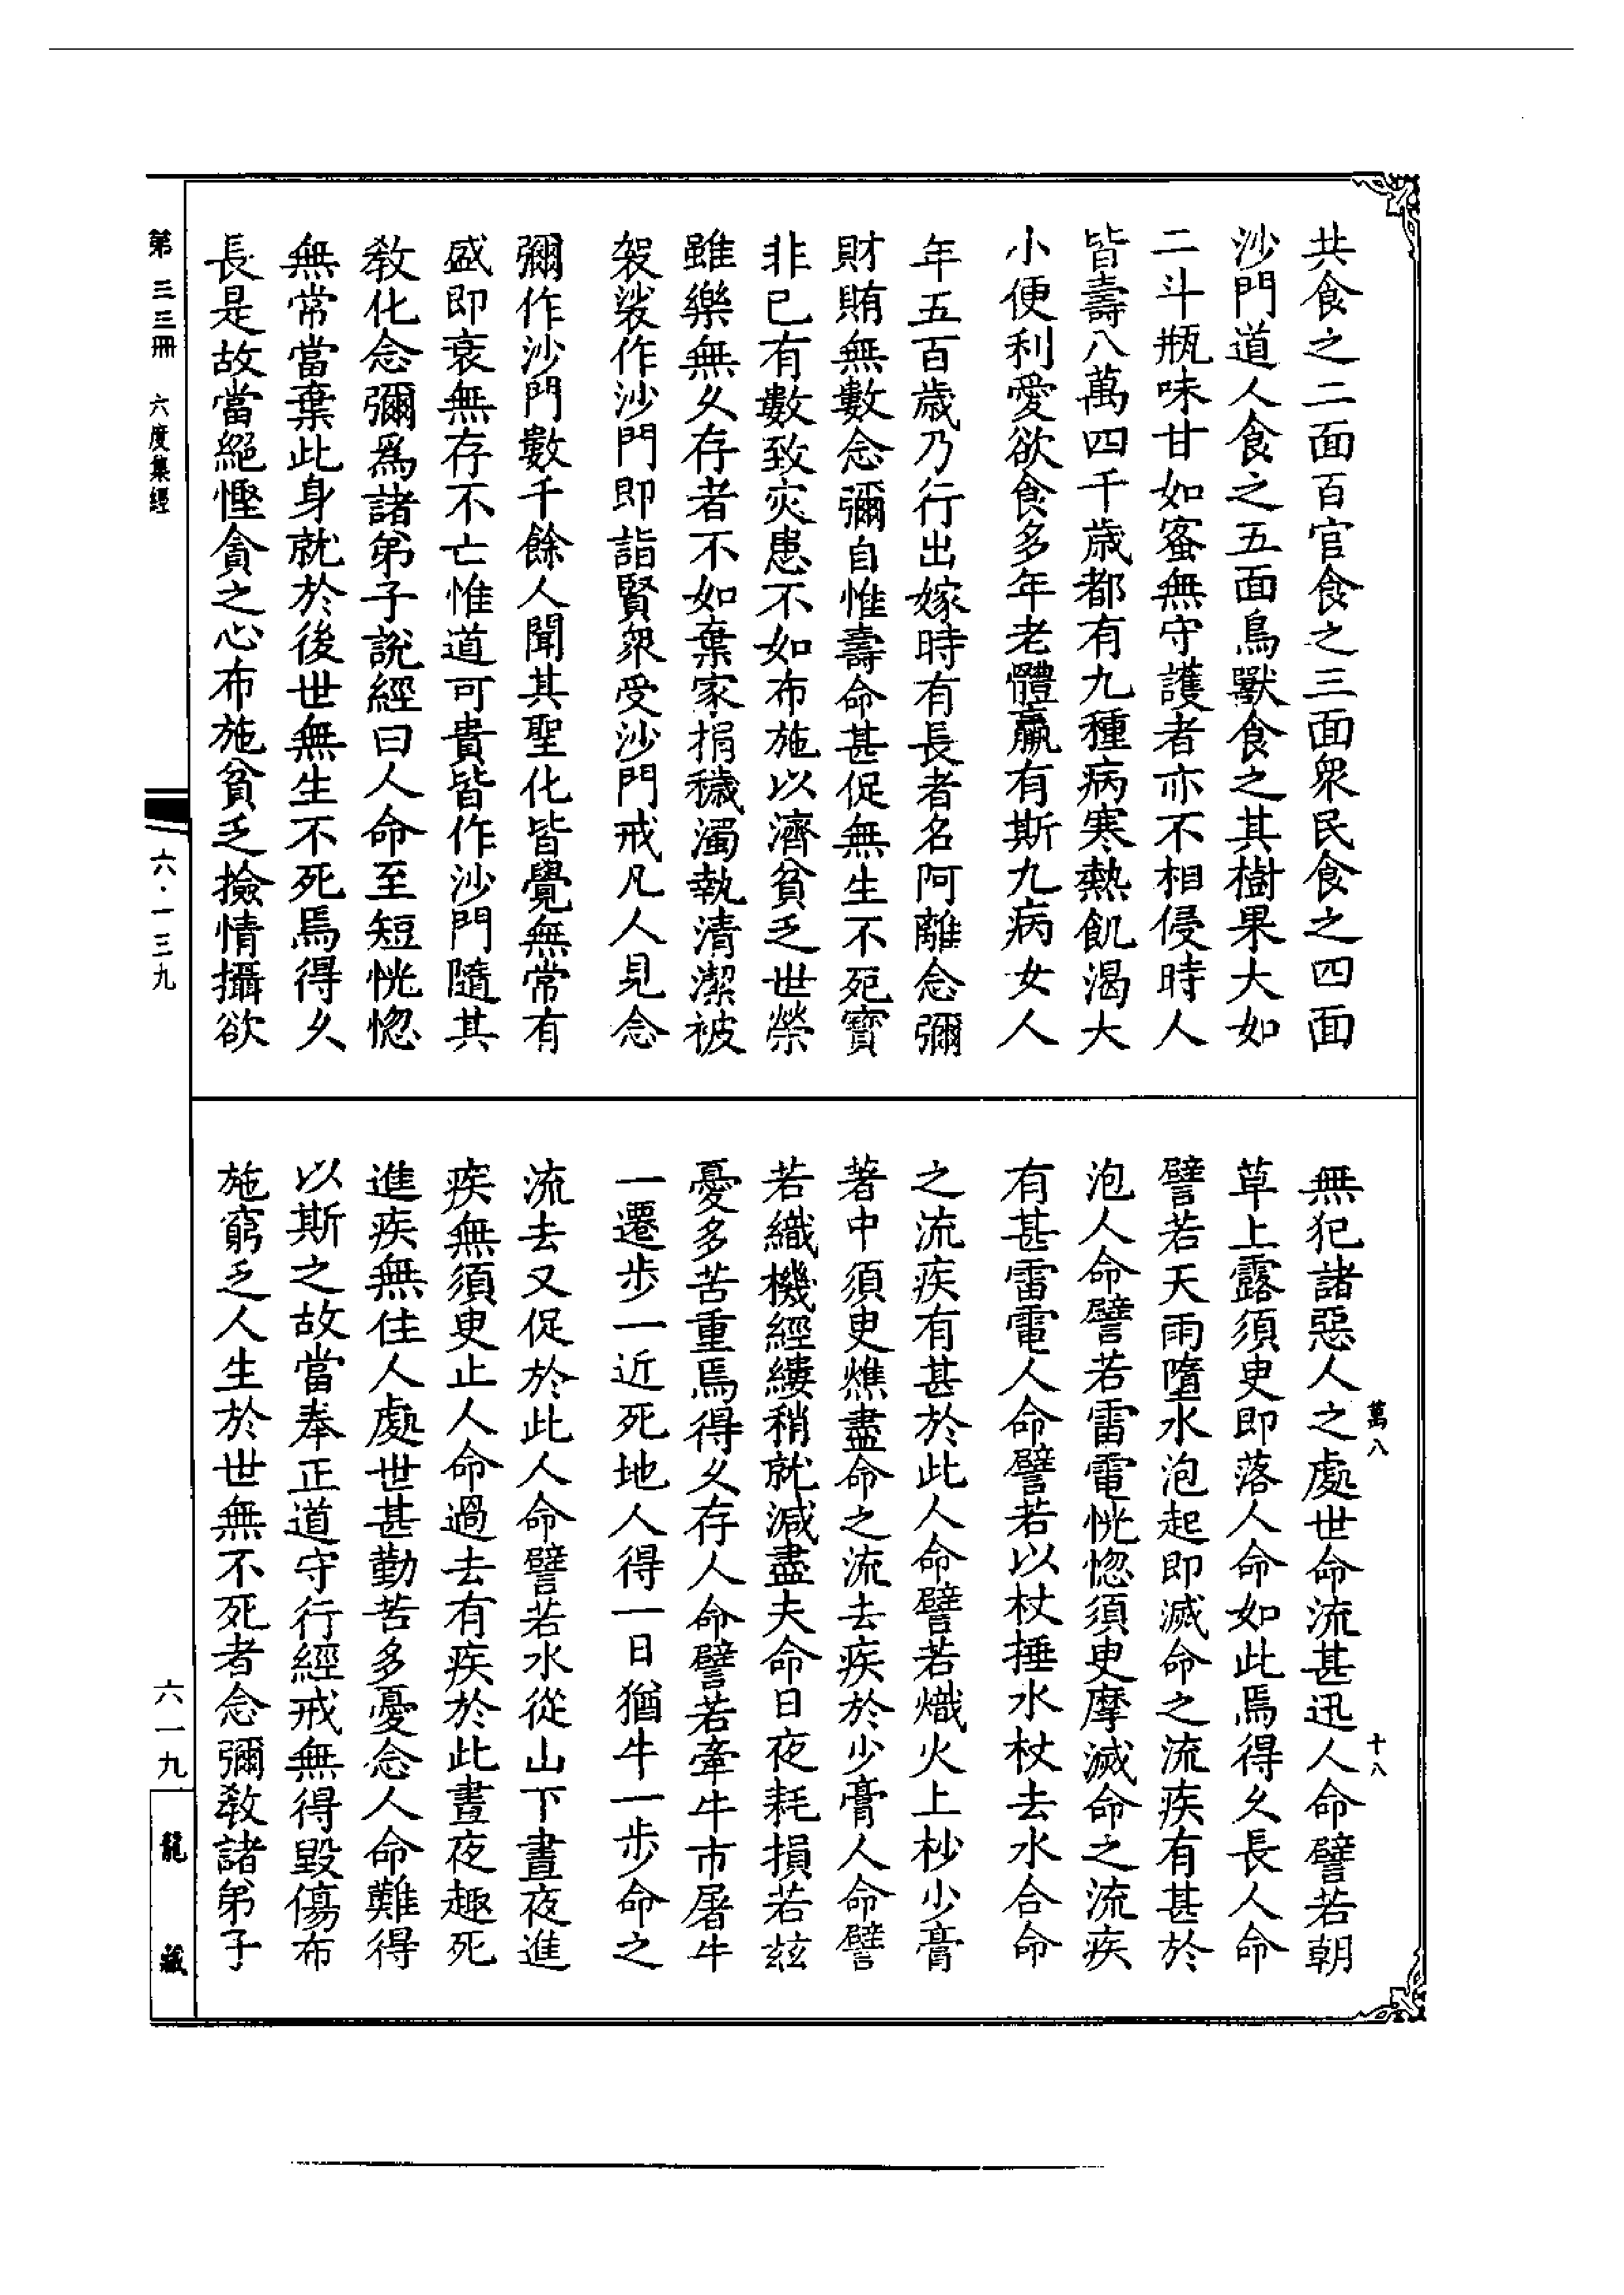 共食之二面百官食之三面衆民食之四面
沙門道人食之五面鳥獸食之其樹果大如
二斗瓶味甘如蜜無守護者亦不相侵時人
皆壽八萬四千歳都有九種病寒熱飢渴大
小便利愛欲食多年老體羸有斯九病女人
年五百歳乃行出嫁時有長者名阿離念彌
財賄無數念彌自惟壽命甚促無生不死寳
非已有數致灾患不如布施以濟貧乏世榮
雖樂無久存者不如棄家捐穢濁執清潔被
袈裟作沙門即詣賢衆受沙門戒凡人見念
彌作沙門數千餘人聞其聖化皆覺無常有
盛即衰無存不亡惟道可貴皆作沙門隨其
教化念彌爲諸弟子說經曰人命至短恍惚
無常當棄此身就於後世無生不死焉得久
長是故當絕慳貪之心布施貧乏撿情攝欲
無犯諸惡人之處世命流甚迅人命譬若朝
草上露須臾即落人命如此焉得久長人命
譬若天雨墮水泡起即滅命之流疾有甚於
泡人命譬若雷電恍惚須臾摩滅命之流疾
有甚雷電人命譬若以杖捶水杖去水合命
之流疾有甚於此人命譬若熾火上杪少膏
著中須臾燋盡命之流去疾於少膏人命譬
若織機經縷稍就減盡夫命日夜耗損若兹
憂多苦重焉得久存人命譬若牽牛市屠牛
一遷步一近死地人得一日猶牛一步命之
流去又促於此人命譬若水從山下晝夜進
疾無須臾止人命過去有疾於此晝夜趣死
進疾無住人處世甚勤苦多憂念人命難得
以斯之故當奉正道守行經戒無得毀傷布
施窮乏人生於世無不死者念彌教諸弟子
萬八
十八
第三三冊 六度集經
六·一三九
六一九
龍藏